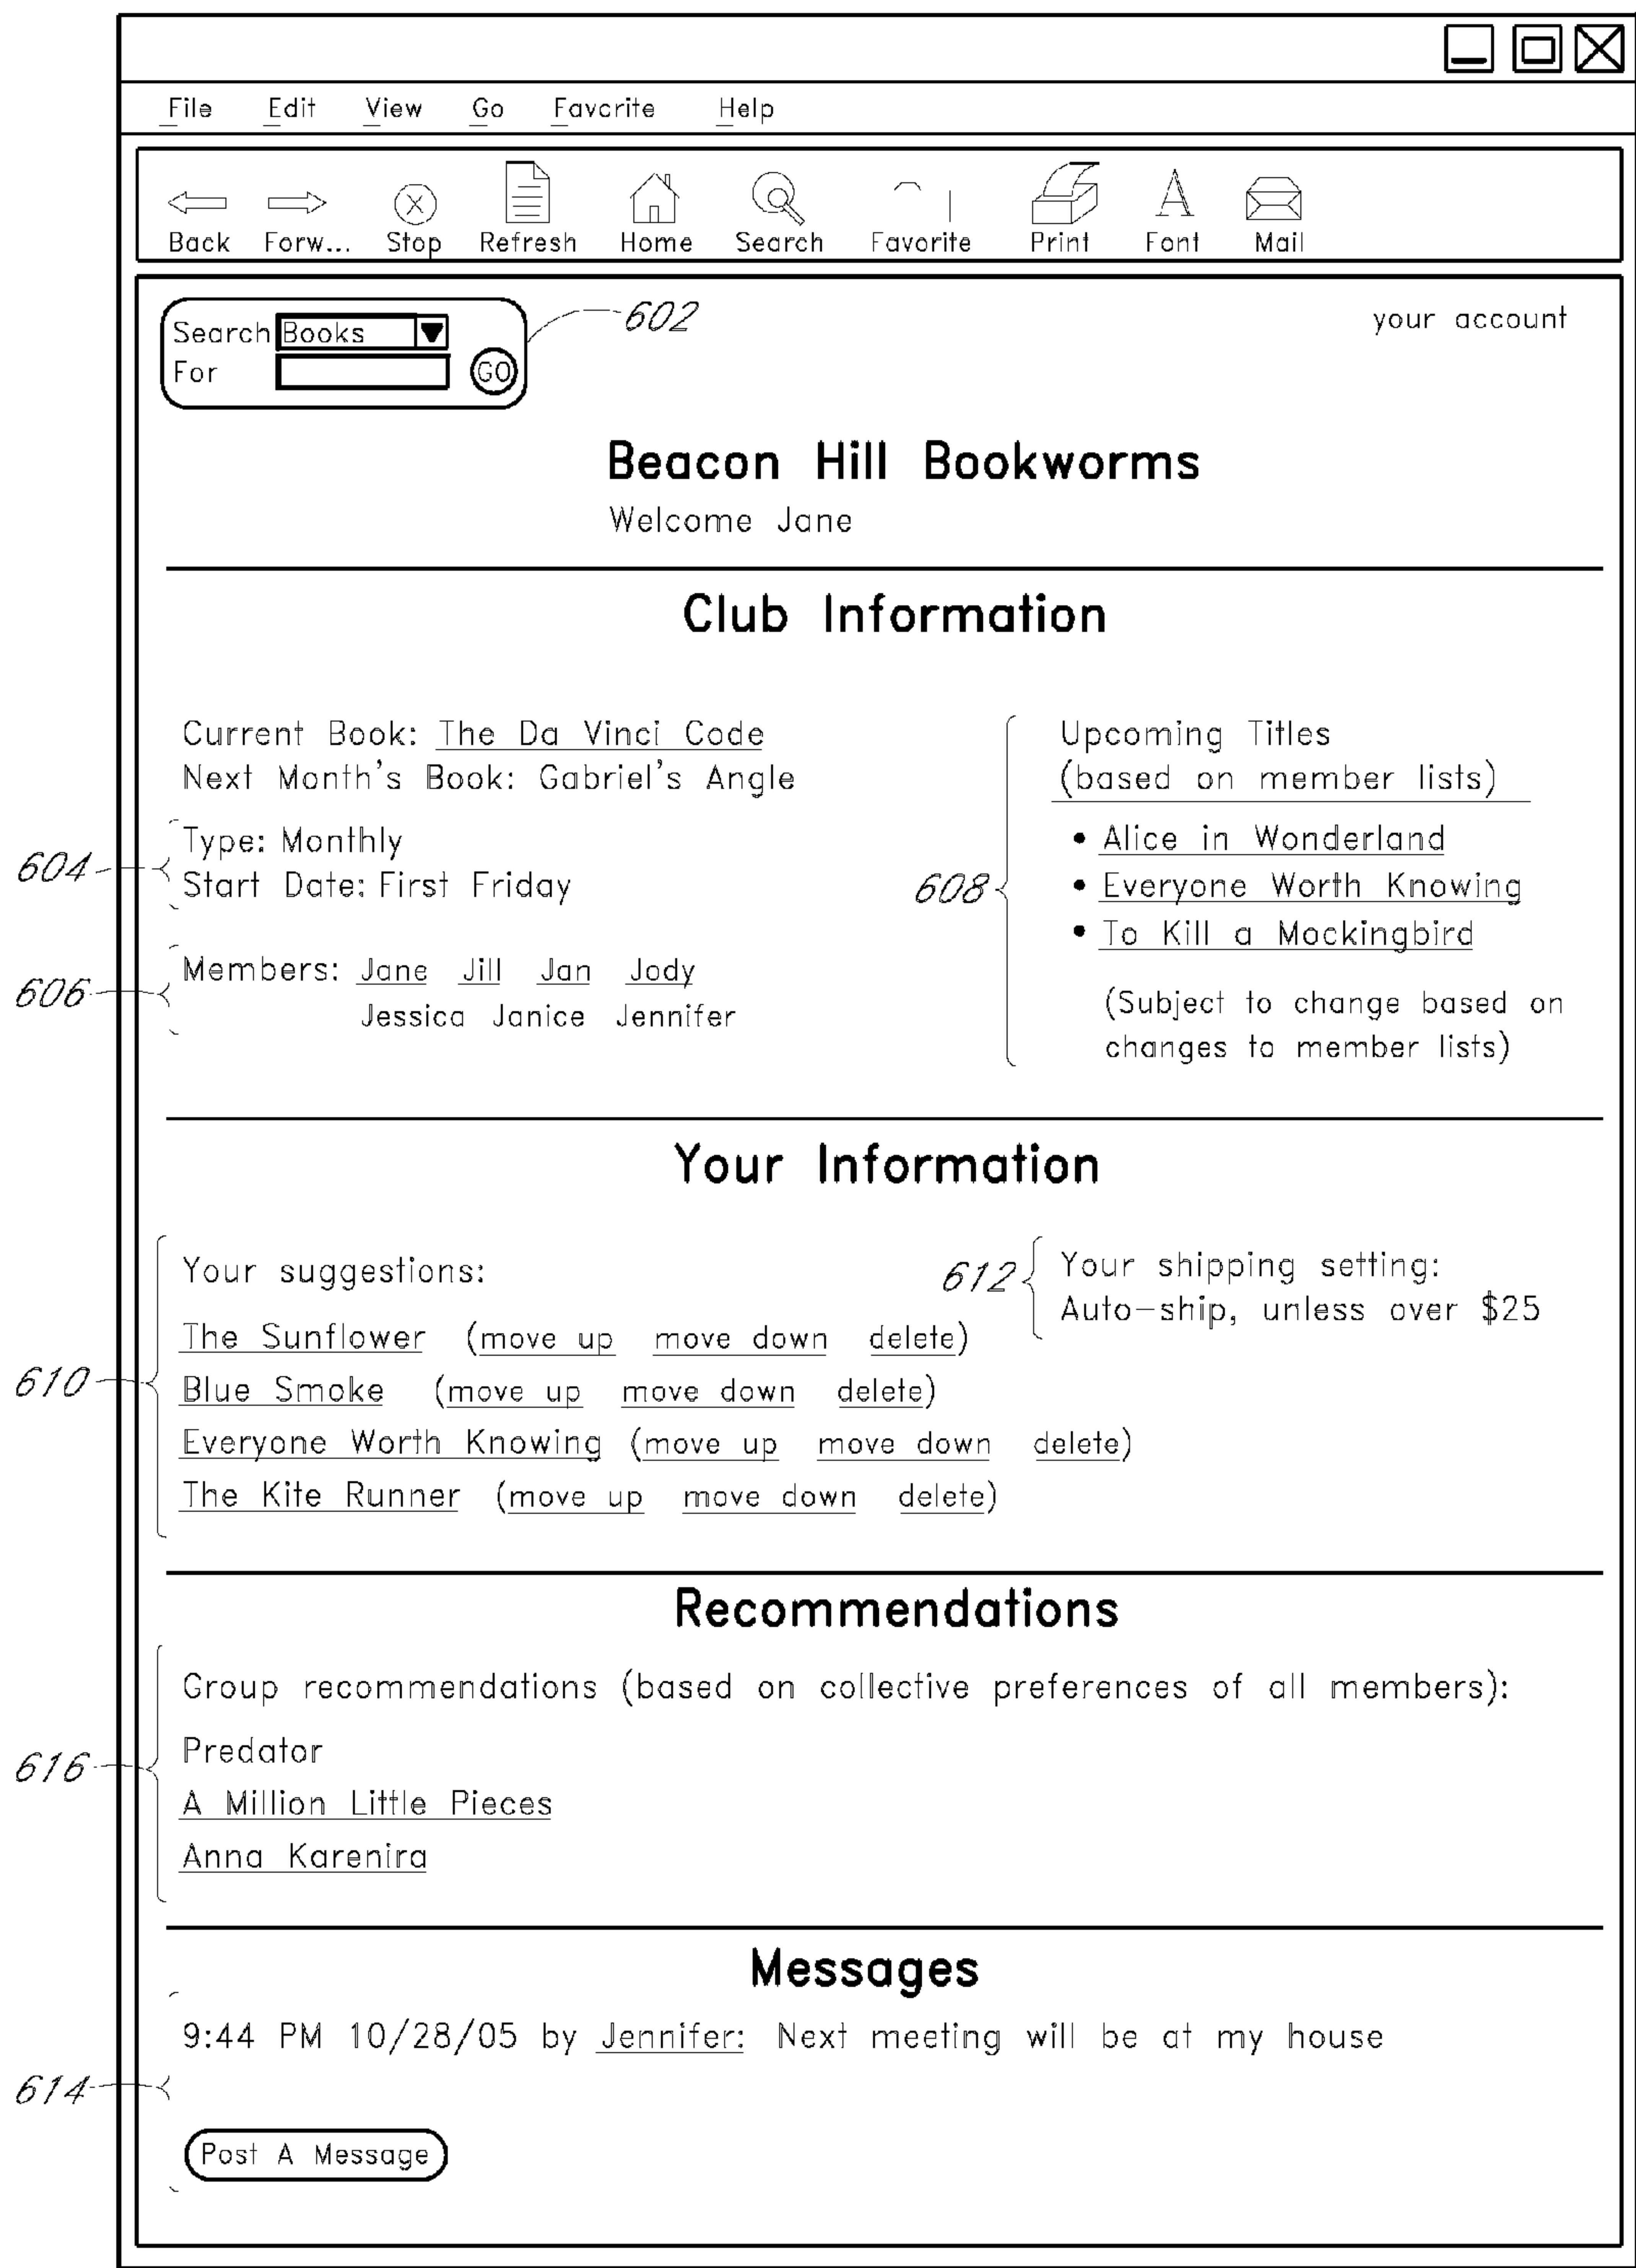 File Edit View Go Favorite Help
Back Forw... Stop Refresh Home Search Favorite Print Font Mail
Search Books
For GO
602
your account
Beacon Hill Bookworms
Welcome Jane
Club Information
Current Book: The Da Vinci Code
Next Month's Book: Gabriel's Angle
604
Type: Monthly
Start Date: First Friday
606
Members: Jane Jill Jan Jody
Jessica Janice Jennifer
608
Upcoming Titles
(based on member lists)
• Alice in Wonderland
• Everyone Worth Knowing
• To Kill a Mockingbird
(Subject to change based on
changes to member lists)
Your Information
610
Your suggestions:
The Sunflower (move up move down delete)
Blue Smoke (move up move down delete)
Everyone Worth Knowing (move up move down delete)
The Kite Runner (move up move down delete)
612
Your shipping setting:
Auto-ship, unless over $25
Recommendations
616
Group recommendations (based on collective preferences of all members):
Predator
A Million Little Pieces
Anna Karenira
Messages
614
9:44 PM 10/28/05 by Jennifer: Next meeting will be at my house
Post A Message